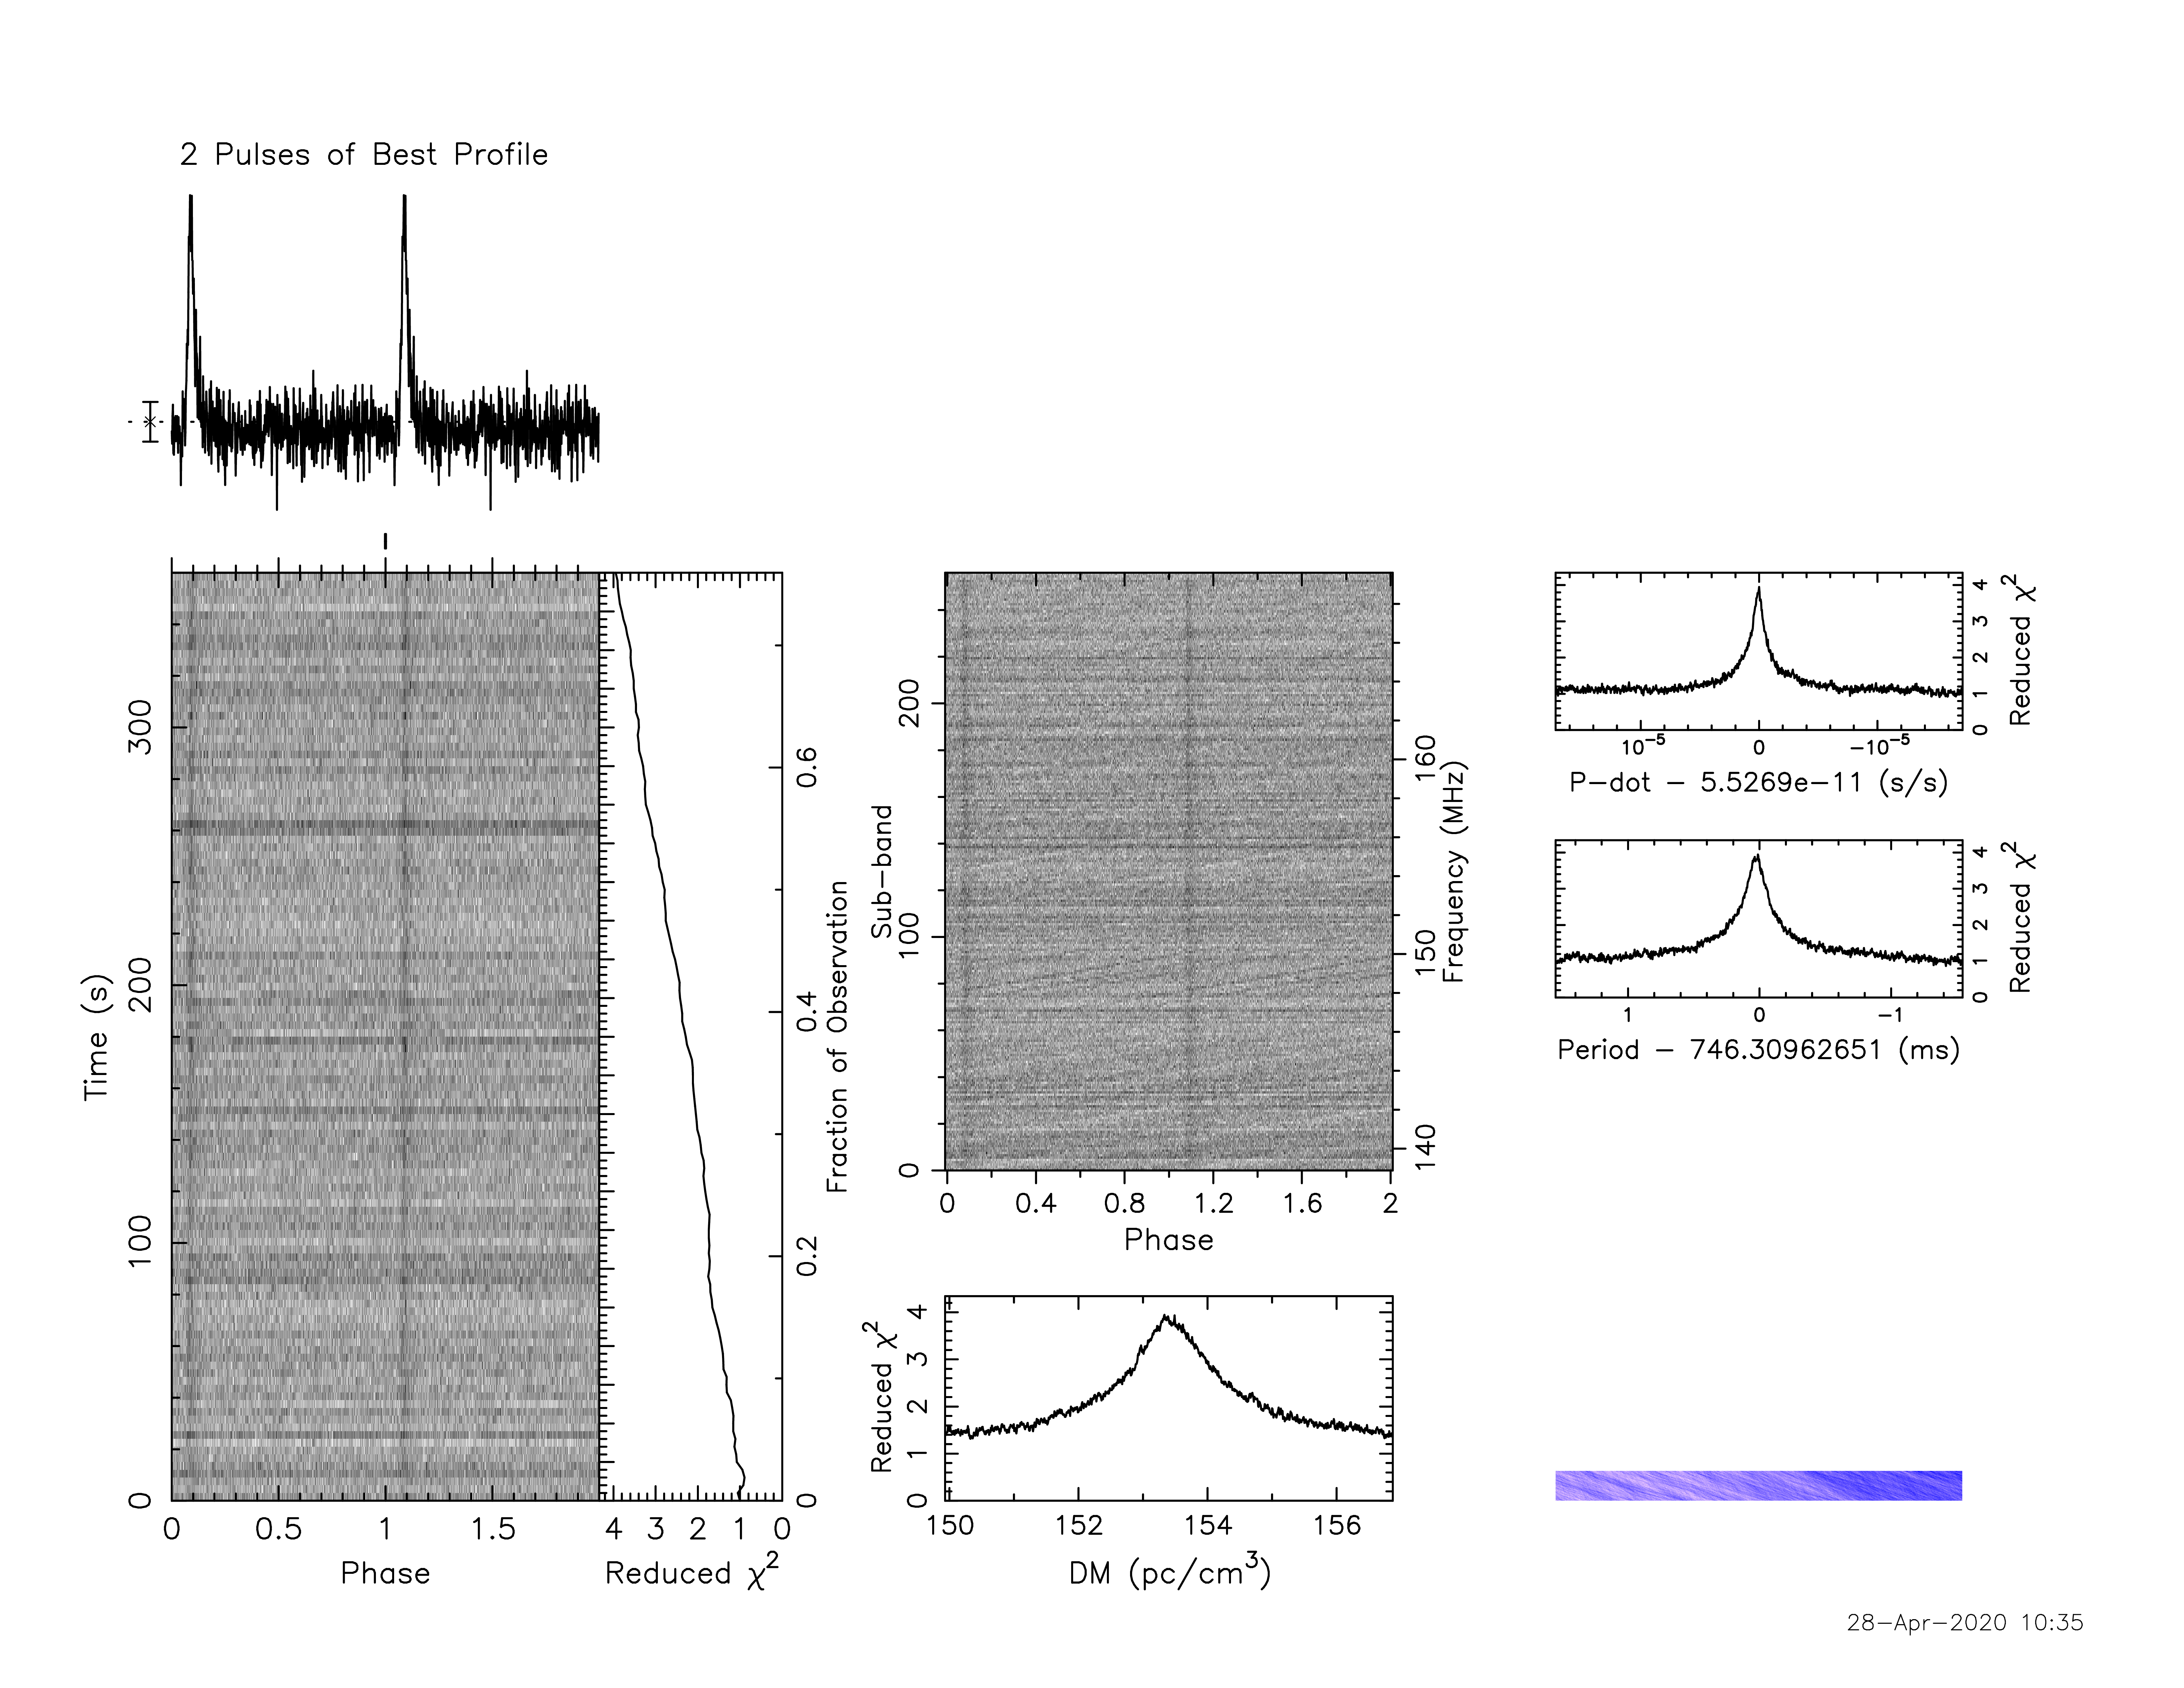 2 Pulses of Best Profile
Time (s)
0
100
200
300
0 0.5 1 1.5
Phase
4 3 2 1 0
Reduced χ²
Fraction of Observation
0
0.2
0.4
0.6
Sub-band
0
100
200
Frequency (MHz)
140
150
160
0 0.4 0.8 1.2 1.6 2
Phase
Reduced χ²
0
1
2
3
4
150 152 154 156
DM (pc/cm³)
0 1 2 3 4
Reduced χ²
10⁻⁵ 0 −10⁻⁵
P-dot − 5.5269e-11 (s/s)
0 1 2 3 4
Reduced χ²
1 0 −1
Period − 746.30962651 (ms)
28-Apr-2020 10:35